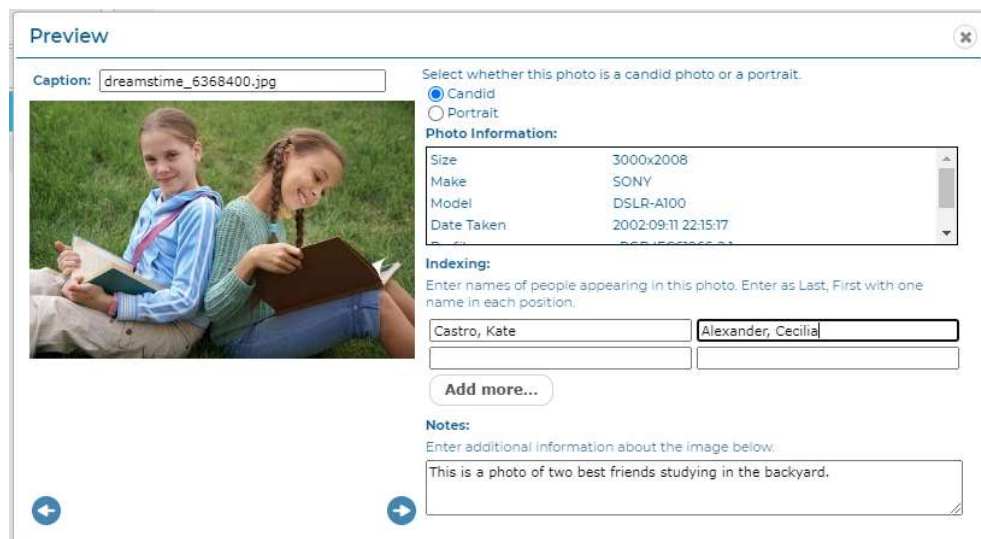 Preview
Caption: dreamstime_6368400.jpg
Select whether this photo is a candid photo or a portrait.
Candid
Portrait
Photo Information:
Size 3000x2008
Make SONY
Model DSLR-A100
Date Taken 2002:09:11 22:15:17
Indexing:
Enter names of people appearing in this photo. Enter as Last, First with one
name in each position.
Castro, Kate Alexander, Cecilia
Add more...
Notes:
Enter additional information about the image below.
This is a photo of two best friends studying in the backyard.